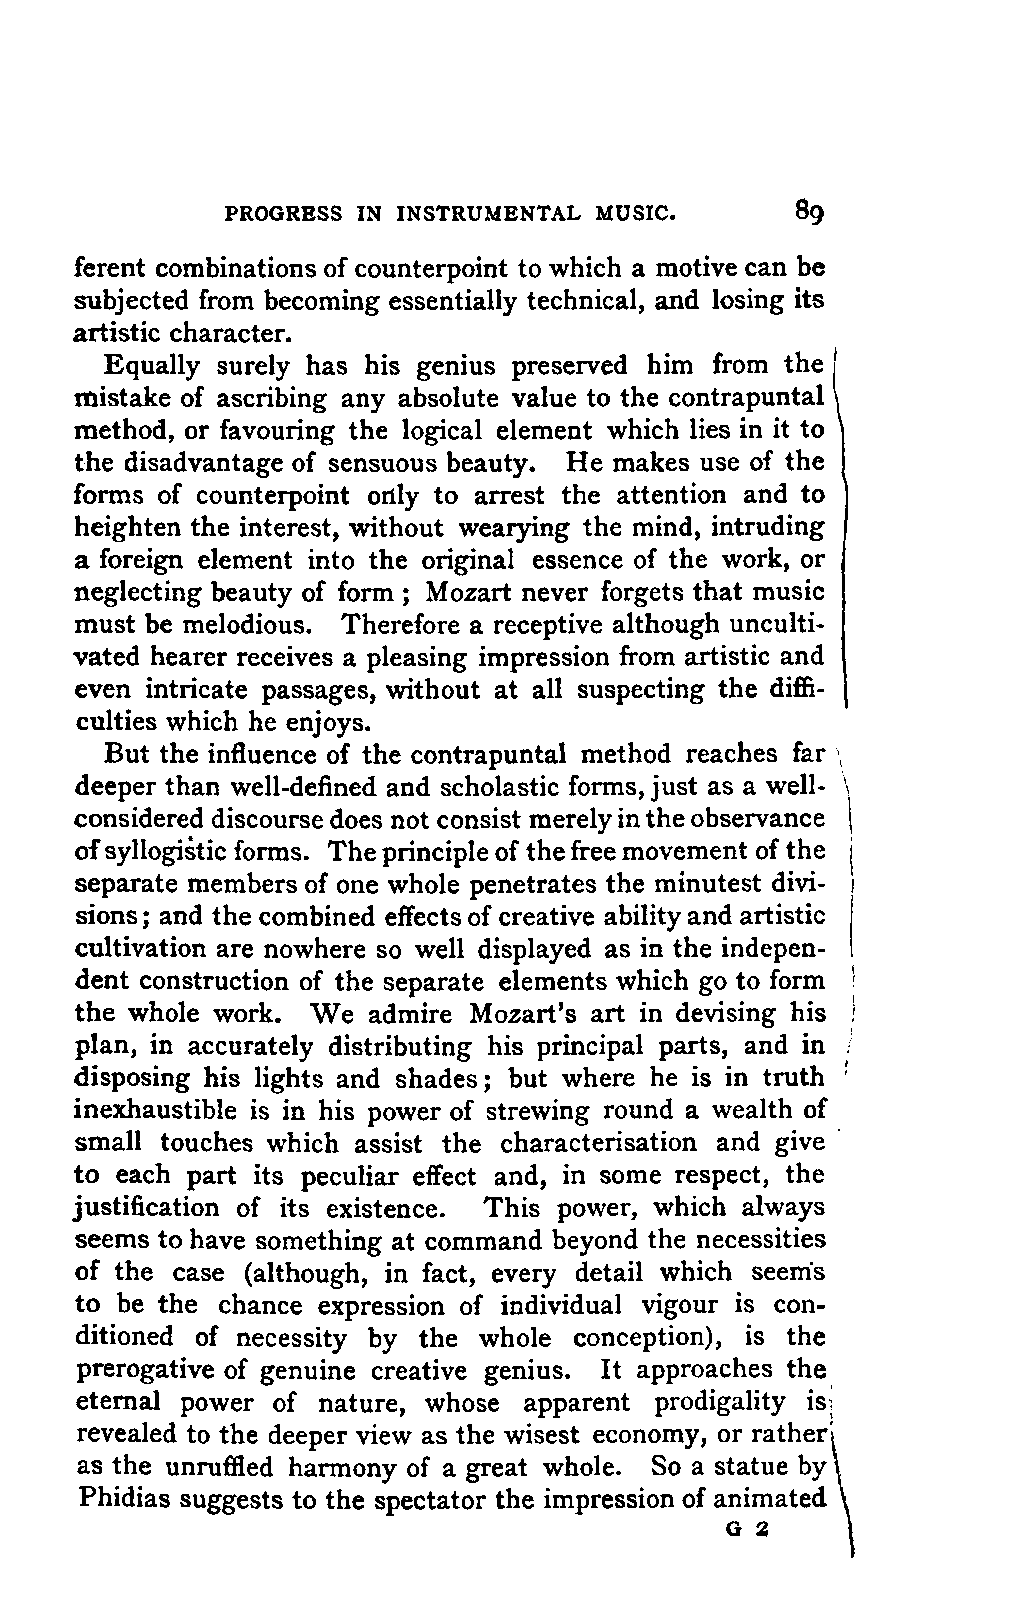 PROGRESS IN INSTRUMENTAL MUSIC. 89
ferent combinations of counterpoint to which a motive can be
subjected from becoming essentially technical, and losing its
artistic character.
Equally surely has his genius preserved him from the
mistake of ascribing any absolute value to the contrapuntal
method, or favouring the logical element which lies in it to
the disadvantage of sensuous beauty. He makes use of the
forms of counterpoint only to arrest the attention and to
heighten the interest, without wearying the mind, intruding
a foreign element into the original essence of the work, or
neglecting beauty of form ; Mozart never forgets that music
must be melodious. Therefore a receptive although unculti-
vated hearer receives a pleasing impression from artistic and
even intricate passages, without at all suspecting the diffi-
culties which he enjoys.
But the influence of the contrapuntal method reaches far
deeper than well-defined and scholastic forms, just as a well-
considered discourse does not consist merely in the observance
of syllogistic forms. The principle of the free movement of the
separate members of one whole penetrates the minutest divi-
sions; and the combined effects of creative ability and artistic
cultivation are nowhere so well displayed as in the indepen-
dent construction of the separate elements which go to form
the whole work. We admire Mozart's art in devising his
plan, in accurately distributing his principal parts, and in
disposing his lights and shades; but where he is in truth
inexhaustible is in his power of strewing round a wealth of
small touches which assist the characterisation and give
to each part its peculiar effect and, in some respect, the
justification of its existence. This power, which always
seems to have something at command beyond the necessities
of the case (although, in fact, every detail which seems
to be the chance expression of individual vigour is con-
ditioned of necessity by the whole conception), is the
prerogative of genuine creative genius. It approaches the
eternal power of nature, whose apparent prodigality is
revealed to the deeper view as the wisest economy, or rather
as the unruffled harmony of a great whole. So a statue by
Phidias suggests to the spectator the impression of animated
G 2